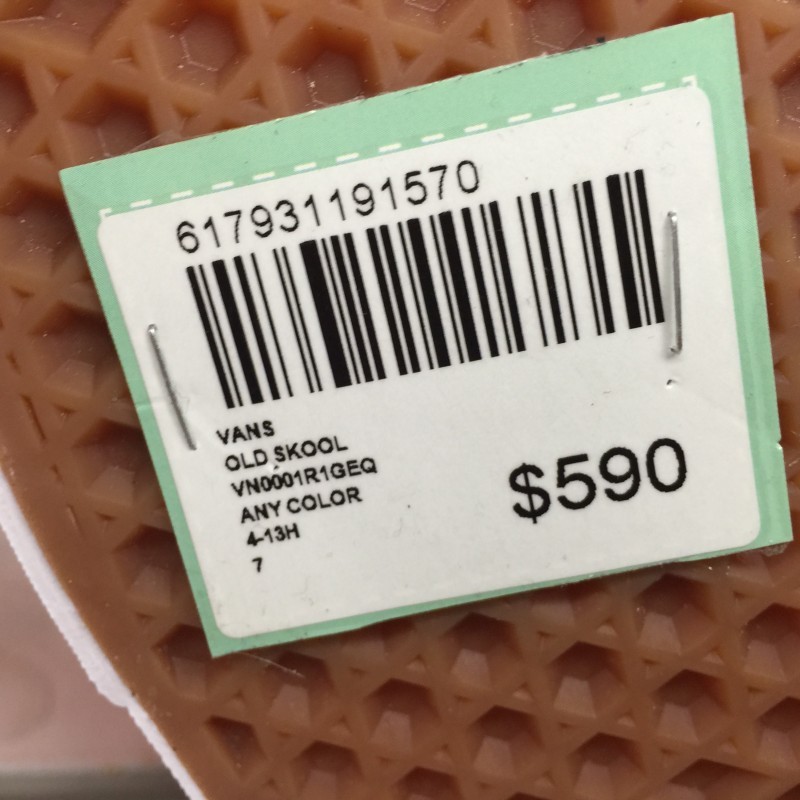 617931191570
VANS
OLD SKOOL
VN0001R1GEQ
ANY COLOR
4-13H
7
$590